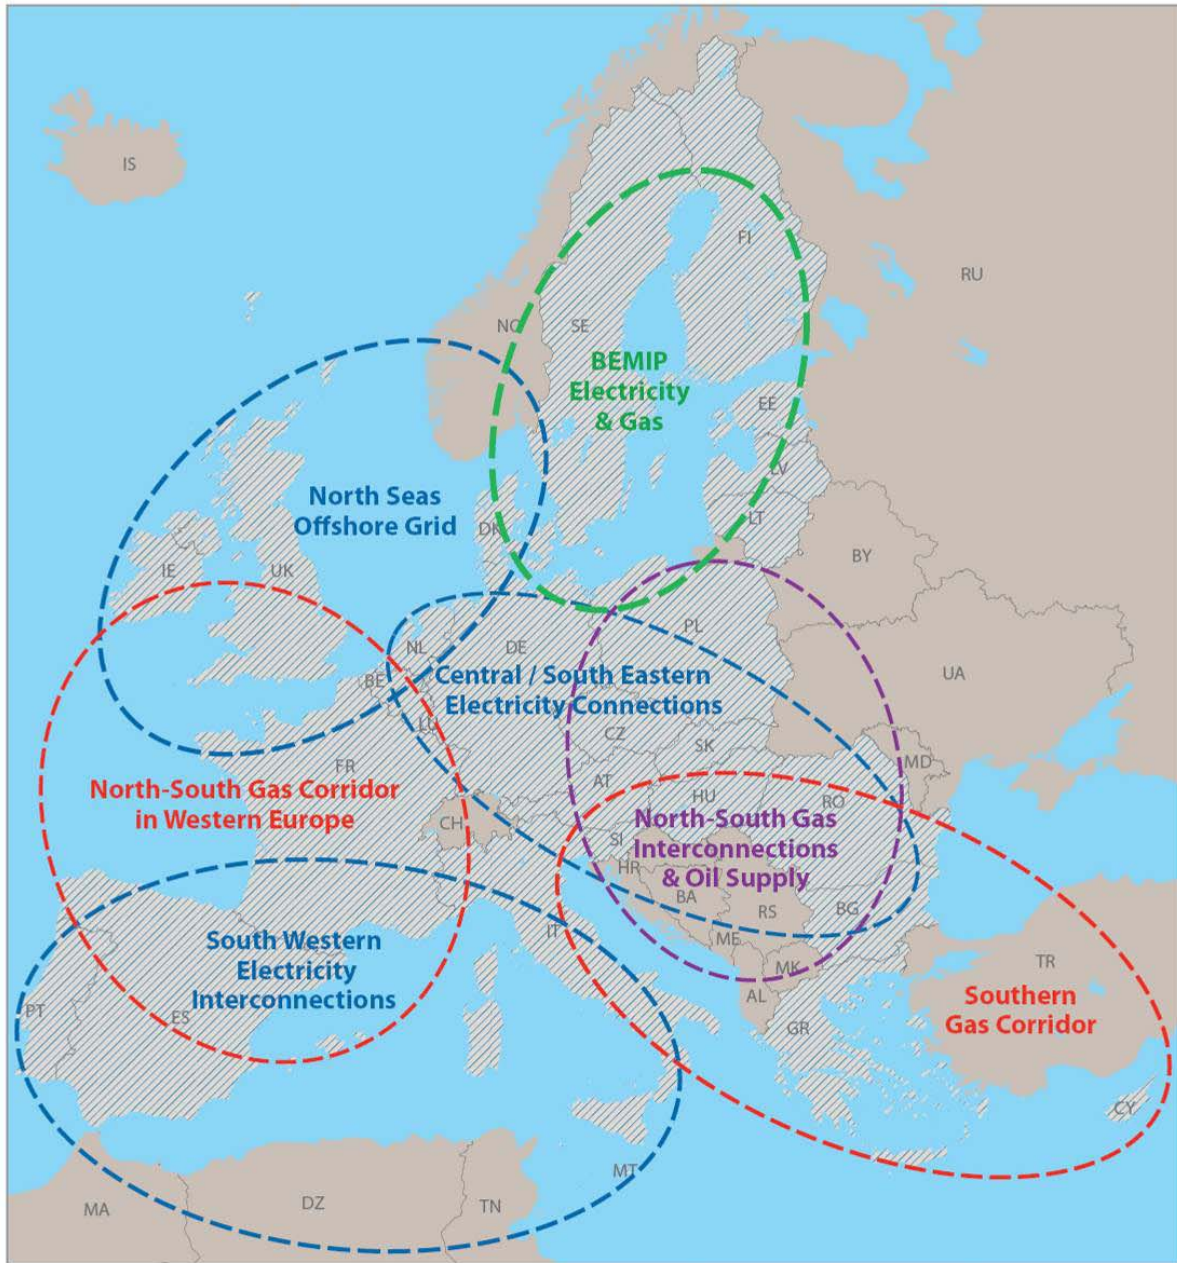 IS
FI
RU
NO
SE
BEMIP
Electricity
& Gas
EE
LV
North Seas
Offshore Grid
DK
LT
BY
IE
UK
PL
NL
DE
Central / South Eastern
Electricity Connections
BE
UA
LU
CZ
SK
FR
MD
AT
North-South Gas Corridor
in Western Europe
HU
RO
CH
North-South Gas
Interconnections
& Oil Supply
SI
HR
BA
RS
BG
IT
ME
South Western
Electricity
Interconnections
MK
TR
AL
Southern
Gas Corridor
PT
ES
GR
CY
MT
MA
DZ
TN